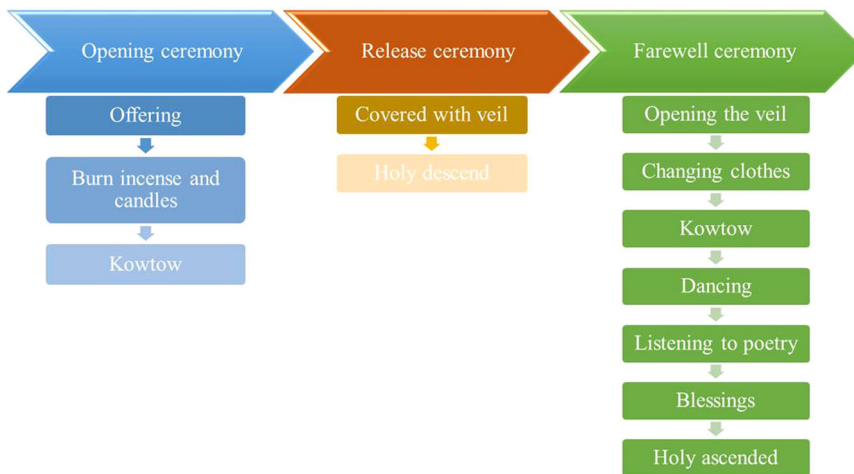 Opening ceremony
Release ceremony
Farewell ceremony
Offering
Burn incense and
candles
Kowtow
Covered with veil
Holy descend
Opening the veil
Changing clothes
Kowtow
Dancing
Listening to poetry
Blessings
Holy ascended